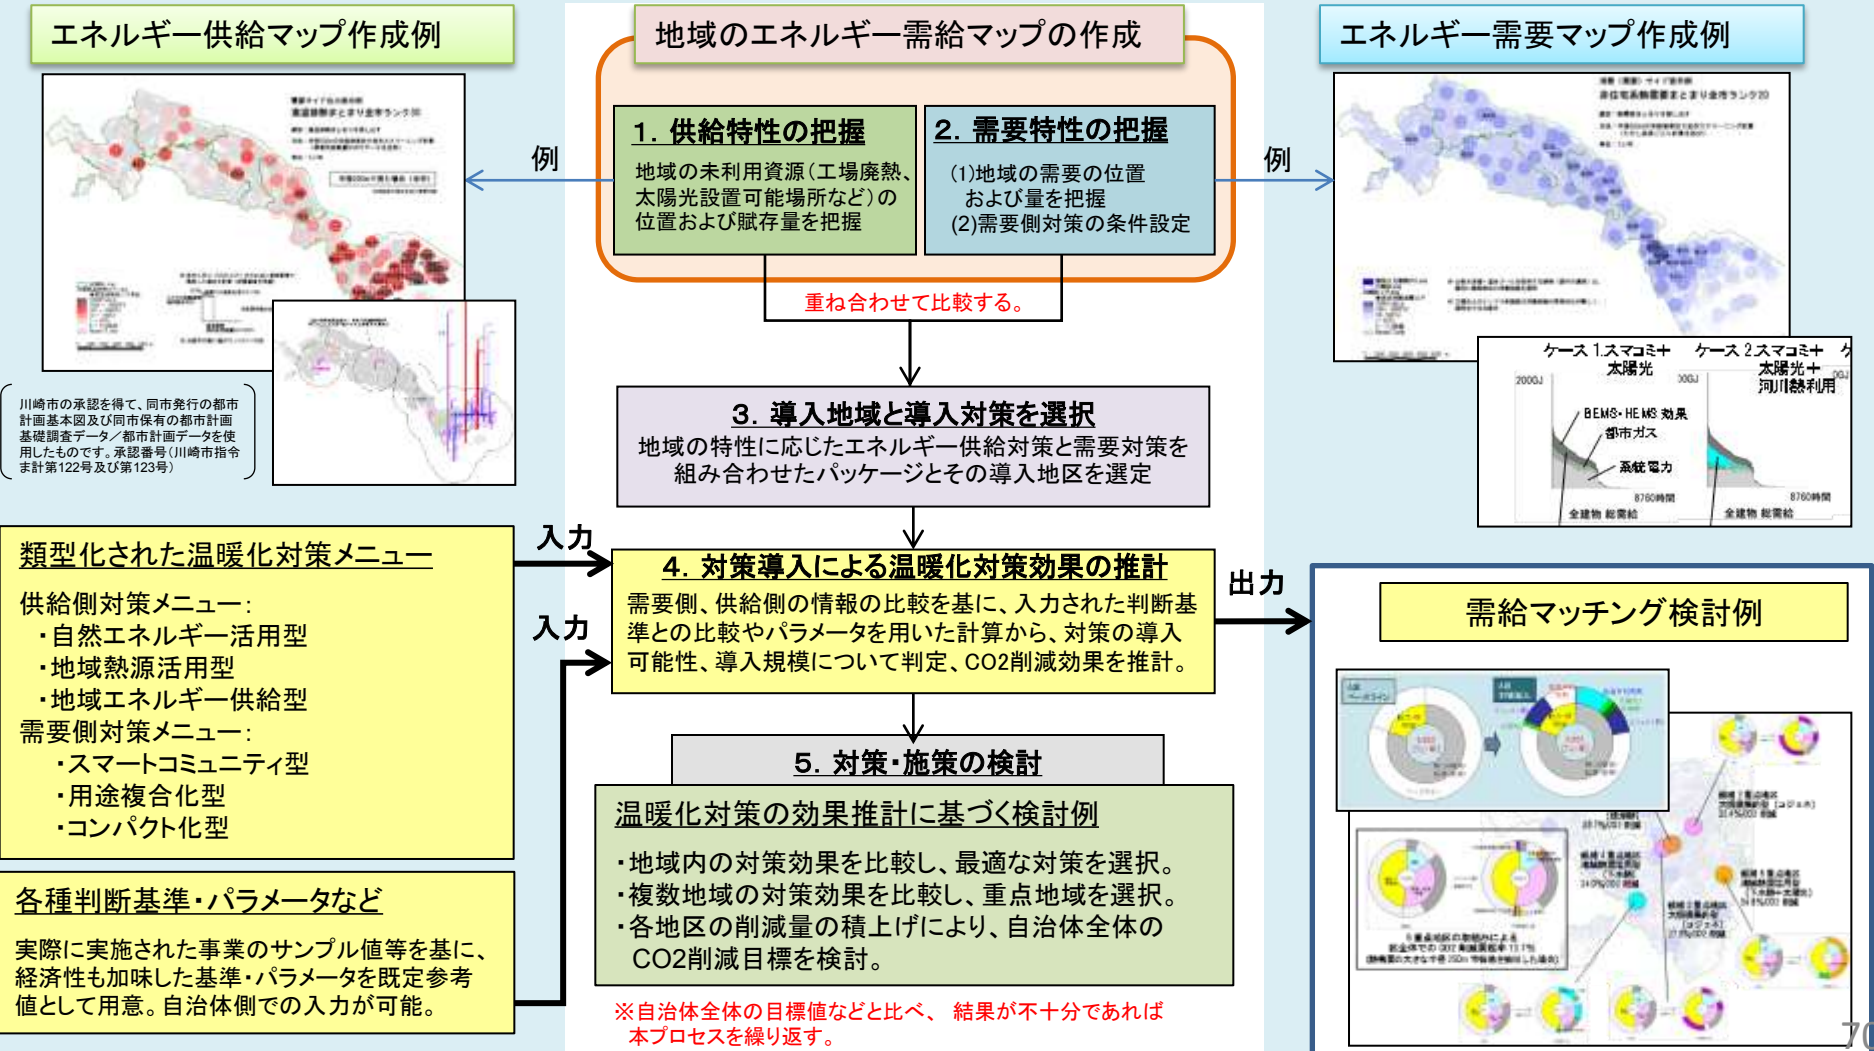 エネルギー供給マップ作成例
地域のエネルギー需給マップの作成
エネルギー需要マップ作成例
1. 供給特性の把握
地域の未利用資源(工場廃熱、
太陽光設置可能場所など)の
位置および賦存量を把握
2. 需要特性の把握
(1)地域の需要の位置
および量を把握
(2)需要側対策の条件設定
例
例
重ね合わせて比較する。
川崎市の承認を得て、同市発行の都市
計画基本図及び同市保有の都市計画
基礎調査データ/都市計画データを使
用したものです。承認番号(川崎市指令
ま計第122号及び第123号)
3. 導入地域と導入対策を選択
地域の特性に応じたエネルギー供給対策と需要対策を
組み合わせたパッケージとその導入地区を選定
ケース 1.スマコミ+
太陽光
200GJ
BEMS・HEMS 効果
都市ガス
系統電力
8760時間
全建物 総需給
ケース 2.スマコミ+
太陽光+
河川熱利用
8760時間
全建物 総需給
類型化された温暖化対策メニュー
供給側対策メニュー:
・自然エネルギー活用型
・地域熱源活用型
・地域エネルギー供給型
需要側対策メニュー:
・スマートコミュニティ型
・用途複合化型
・コンパクト化型
入力
入力
4. 対策導入による温暖化対策効果の推計
需要側、供給側の情報の比較を基に、入力された判断基
準との比較やパラメータを用いた計算から、対策の導入
可能性、導入規模について判定、CO2削減効果を推計。
出力
需給マッチング検討例
5. 対策・施策の検討
温暖化対策の効果推計に基づく検討例
・地域内の対策効果を比較し、最適な対策を選択。
・複数地域の対策効果を比較し、重点地域を選択。
・各地区の削減量の積上げにより、自治体全体の
CO2削減目標を検討。
※自治体全体の目標値などと比べ、 結果が不十分であれば
本プロセスを繰り返す。
各種判断基準・パラメータなど
実際に実施された事業のサンプル値等を基に、
経済性も加味した基準・パラメータを既定参考
値として用意。自治体側での入力が可能。
70